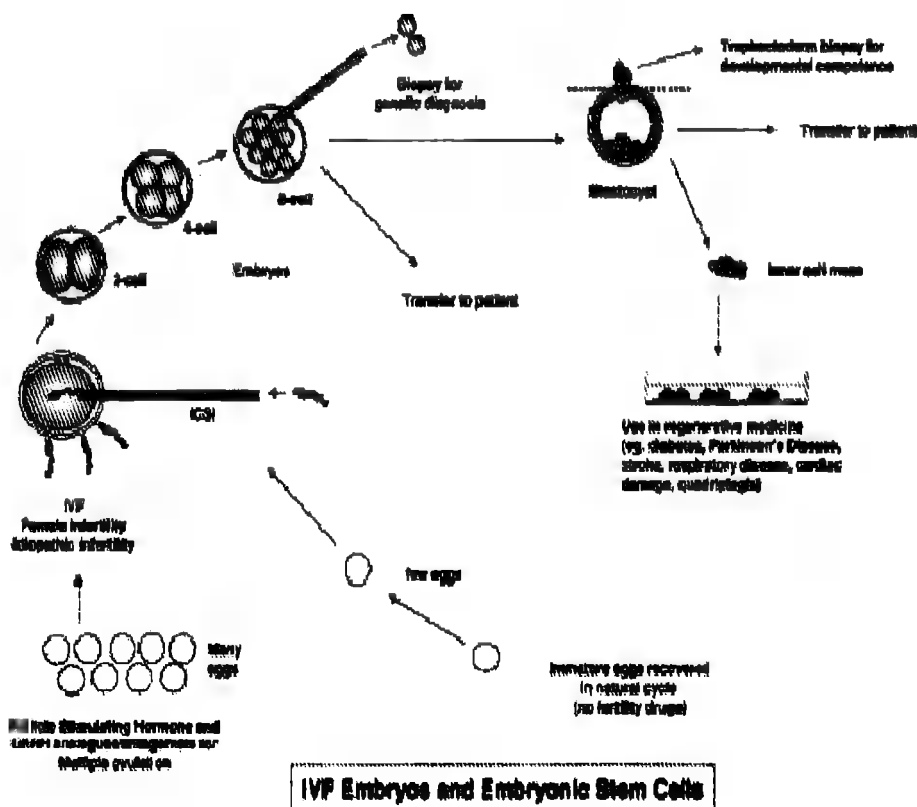 Trophectoderm biopsy for
developmental competence
Biopsy for
genetic diagnosis
Transfer to patient
8-cell
Blastocyst
4-cell
2-cell
Embryos
Inner cell mass
Transfer to patient
ICSI
Use in regenerative medicine
(eg. diabetes, Parkinson's Disease,
stroke, respiratory disease, cardiac
damage, quadriplegia)
IVF
Female infertility
Idiopathic infertility
few eggs
Many
eggs
Immature eggs recovered
in natural cycle
(no fertility drugs)
Stimulating Hormone and
for
Multiple ovulation
IVF Embryos and Embryonic Stem Cells